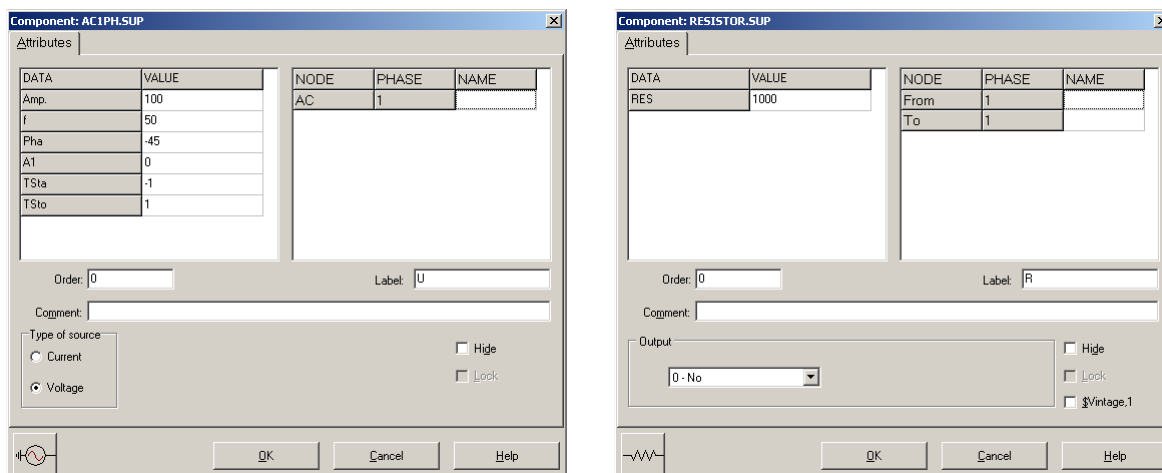 Component: AC1PH.SUP
Attributes
DATA VALUE
Amp. 100
f 50
Pha -45
A1 0
TSta -1
TSto 1
NODE PHASE NAME
AC 1
Order: 0
Label: U
Comment:
Type of source
Current
Voltage
Hide
Lock
OK Cancel Help
Component: RESISTOR.SUP
Attributes
DATA VALUE
RES 1000
NODE PHASE NAME
From 1
To 1
Order: 0
Label: R
Comment:
Output
0 - No
Hide
Lock
$Vintage,1
OK Cancel Help